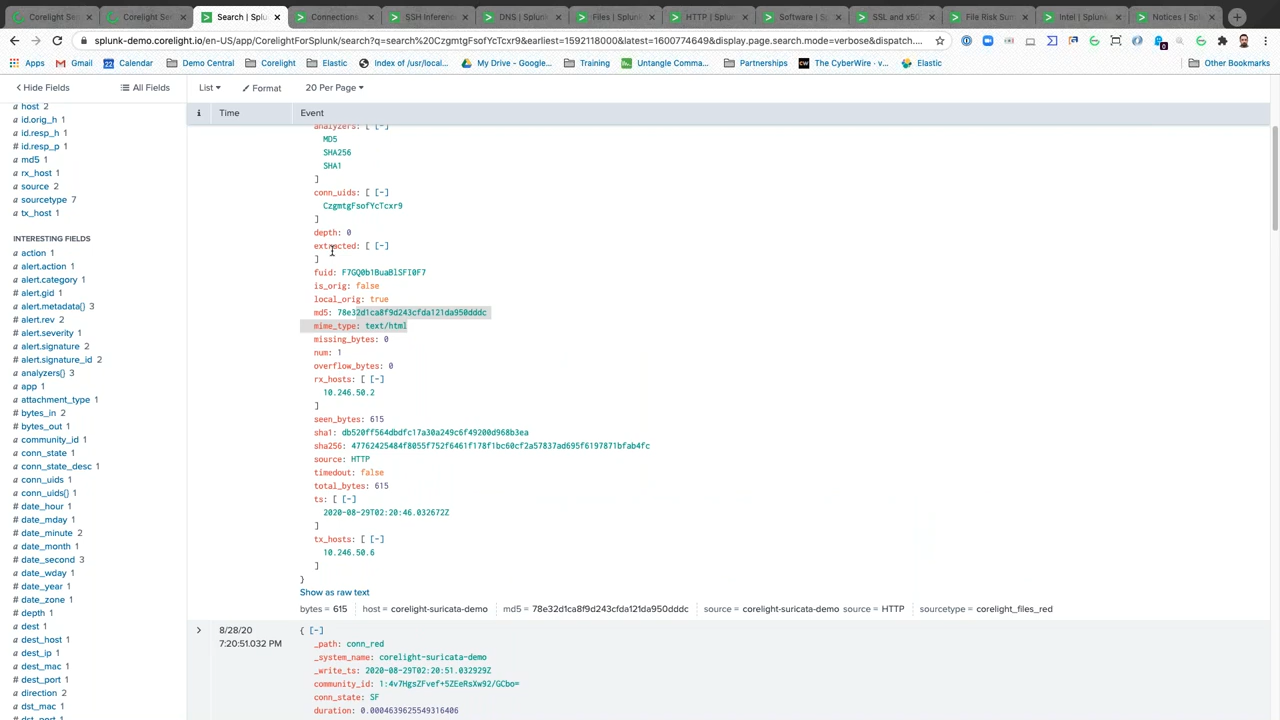 Corelight Se
Corelight Se
Search | Splunk
Connections
SSH Inferenc
DNS | Splun
Files | Splun
HTTP | Splun
Software | Sp
SSL and x50
File Risk Sum
Intel | Splun
Notices | Spl
splunk-demo.corelight.io/en-US/app/CorelightForSplunk/search?q=search%20CzgmtgFsofYcTcxr9&earliest=1592118000&latest=1600774649&display.page.search.mode=verbose&dispatch....
Apps Gmail Calendar Demo Central Corelight Elastic Index of /usr/local... My Drive - Google... Training Untangle Comma... Partnerships The CyberWire - v... Elastic Other Bookmarks
Hide Fields All Fields List Format 20 Per Page
i Time Event
a host 2
a id.orig_h 1
a id.resp_h 1
# id.resp_p 1
a md5 1
a rx_host 1
a source 2
a sourcetype 7
a tx_host 1
INTERESTING FIELDS
a action 1
a alert.action 1
a alert.category 1
# alert.gid 1
a alert.metadata{} 3
# alert.rev 2
# alert.severity 1
a alert.signature 2
# alert.signature_id 2
a analyzers{} 3
a app 1
a attachment_type 1
# bytes_in 2
# bytes_out 1
a community_id 1
a conn_state 1
a conn_state_desc 1
a conn_uids 1
a conn_uids{} 1
# date_hour 1
# date_mday 1
# date_minute 2
a date_month 1
# date_second 3
a date_wday 1
# date_year 1
a date_zone 1
# depth 1
a dest 1
a dest_host 1
a dest_ip 1
a dest_mac 1
# dest_port 1
a direction 2
a dst_mac 1
# dst_port 1
analyzers: [ [-]
MD5
SHA256
SHA1
]
conn_uids: [ [-]
CzgmtgFsofYcTcxr9
]
depth: 0
extracted: [ [-]
]
fuid: F7GQ0b1BuaBlSFI0F7
is_orig: false
local_orig: true
md5: 78e32d1ca8f9d243cfda121da950dddc
mime_type: text/html
missing_bytes: 0
num: 1
overflow_bytes: 0
rx_hosts: [ [-]
10.246.50.2
]
seen_bytes: 615
sha1: db520ff564dbdfc17a30a249c6f49200d968b3ea
sha256: 47762425484f8055f752f6461f178f1bc60cf2a57837ad695f6197871bfab4fc
source: HTTP
timedout: false
total_bytes: 615
ts: [ [-]
2020-08-29T02:20:46.032672Z
]
tx_hosts: [ [-]
10.246.50.6
]
}
Show as raw text
bytes = 615 host = corelight-suricata-demo md5 = 78e32d1ca8f9d243cfda121da950dddc source = corelight-suricata-demo source = HTTP sourcetype = corelight_files_red
8/28/20
7:20:51.032 PM
{ [-]
_path: conn_red
_system_name: corelight-suricata-demo
_write_ts: 2020-08-29T02:20:51.032929Z
community_id: 1:4v7HgsZFvef+5ZEeRsXw92/GCbo=
conn_state: SF
duration: 0.0004639625549316406